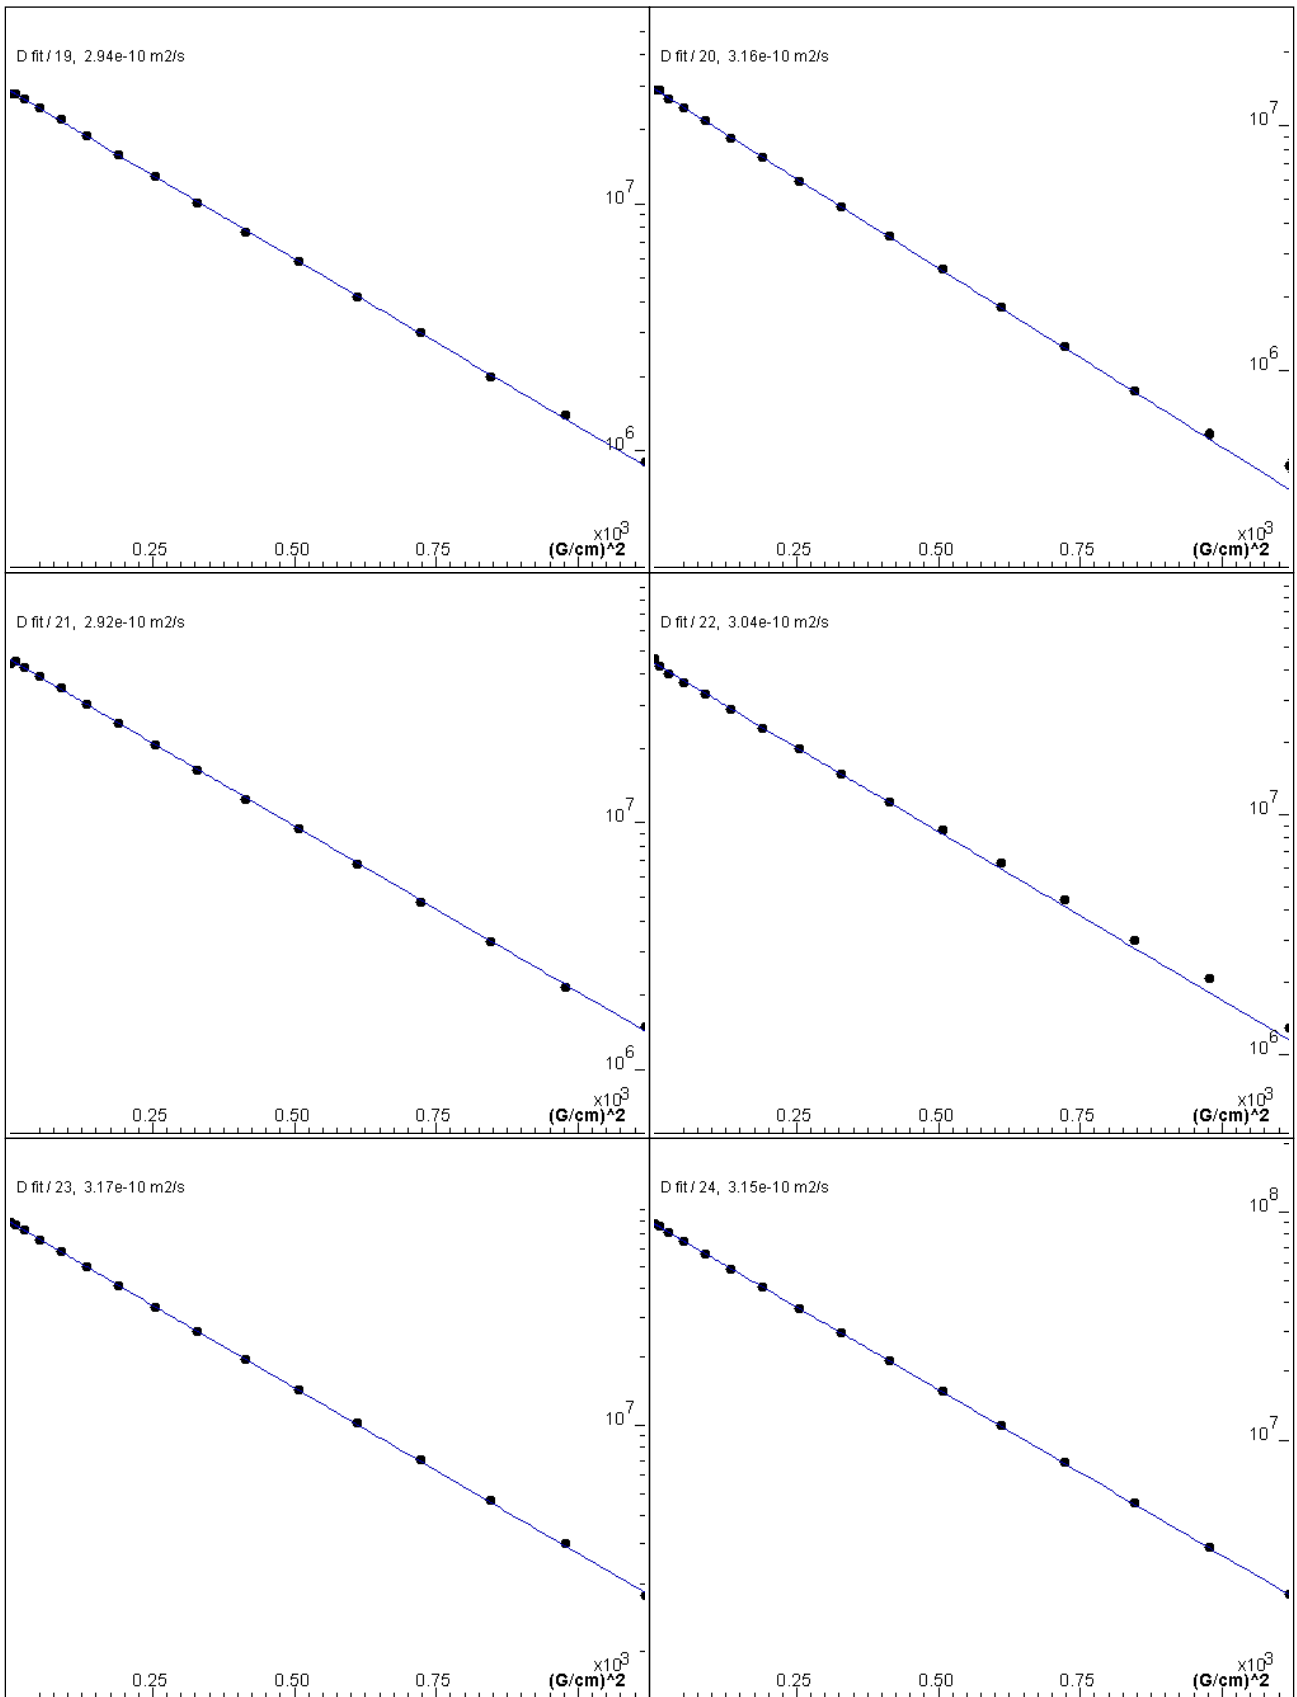 D fit / 19, 2.94e-10 m2/s
10^7
10^6
x10^3
0.25 0.50 0.75 (G/cm)^2
D fit / 20, 3.16e-10 m2/s
10^7
10^6
x10^3
0.25 0.50 0.75 (G/cm)^2
D fit / 21, 2.92e-10 m2/s
10^7
10^6
x10^3
0.25 0.50 0.75 (G/cm)^2
D fit / 22, 3.04e-10 m2/s
10^7
10^6
x10^3
0.25 0.50 0.75 (G/cm)^2
D fit / 23, 3.17e-10 m2/s
10^7
x10^3
0.25 0.50 0.75 (G/cm)^2
D fit / 24, 3.15e-10 m2/s
10^8
10^7
x10^3
0.25 0.50 0.75 (G/cm)^2